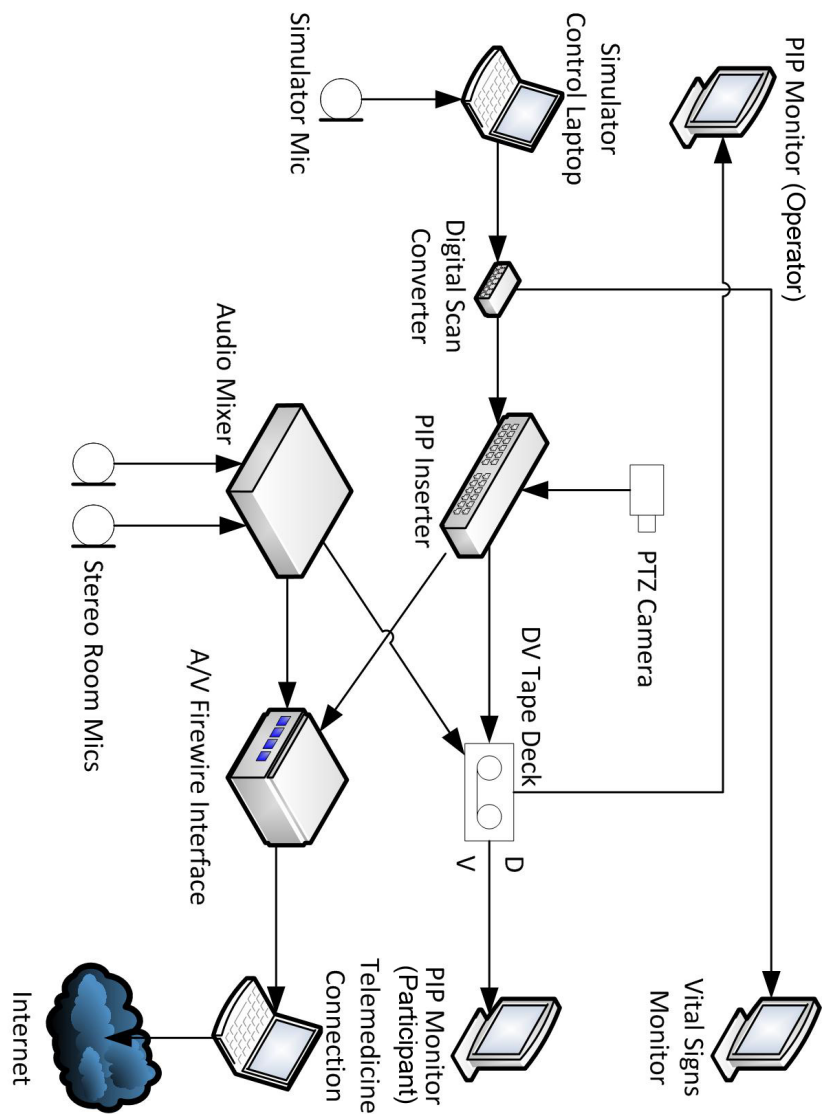 PIP Monitor (Operator)
Vital Signs
Monitor
Simulator
Control Laptop
PTZ Camera
Simulator Mic
Digital Scan
Converter
PIP Inserter
DV Tape Deck
D
V
PIP Monitor
(Participant)
Audio Mixer
Stereo Room Mics
A/V Firewire Interface
Telemedicine
Connection
Internet